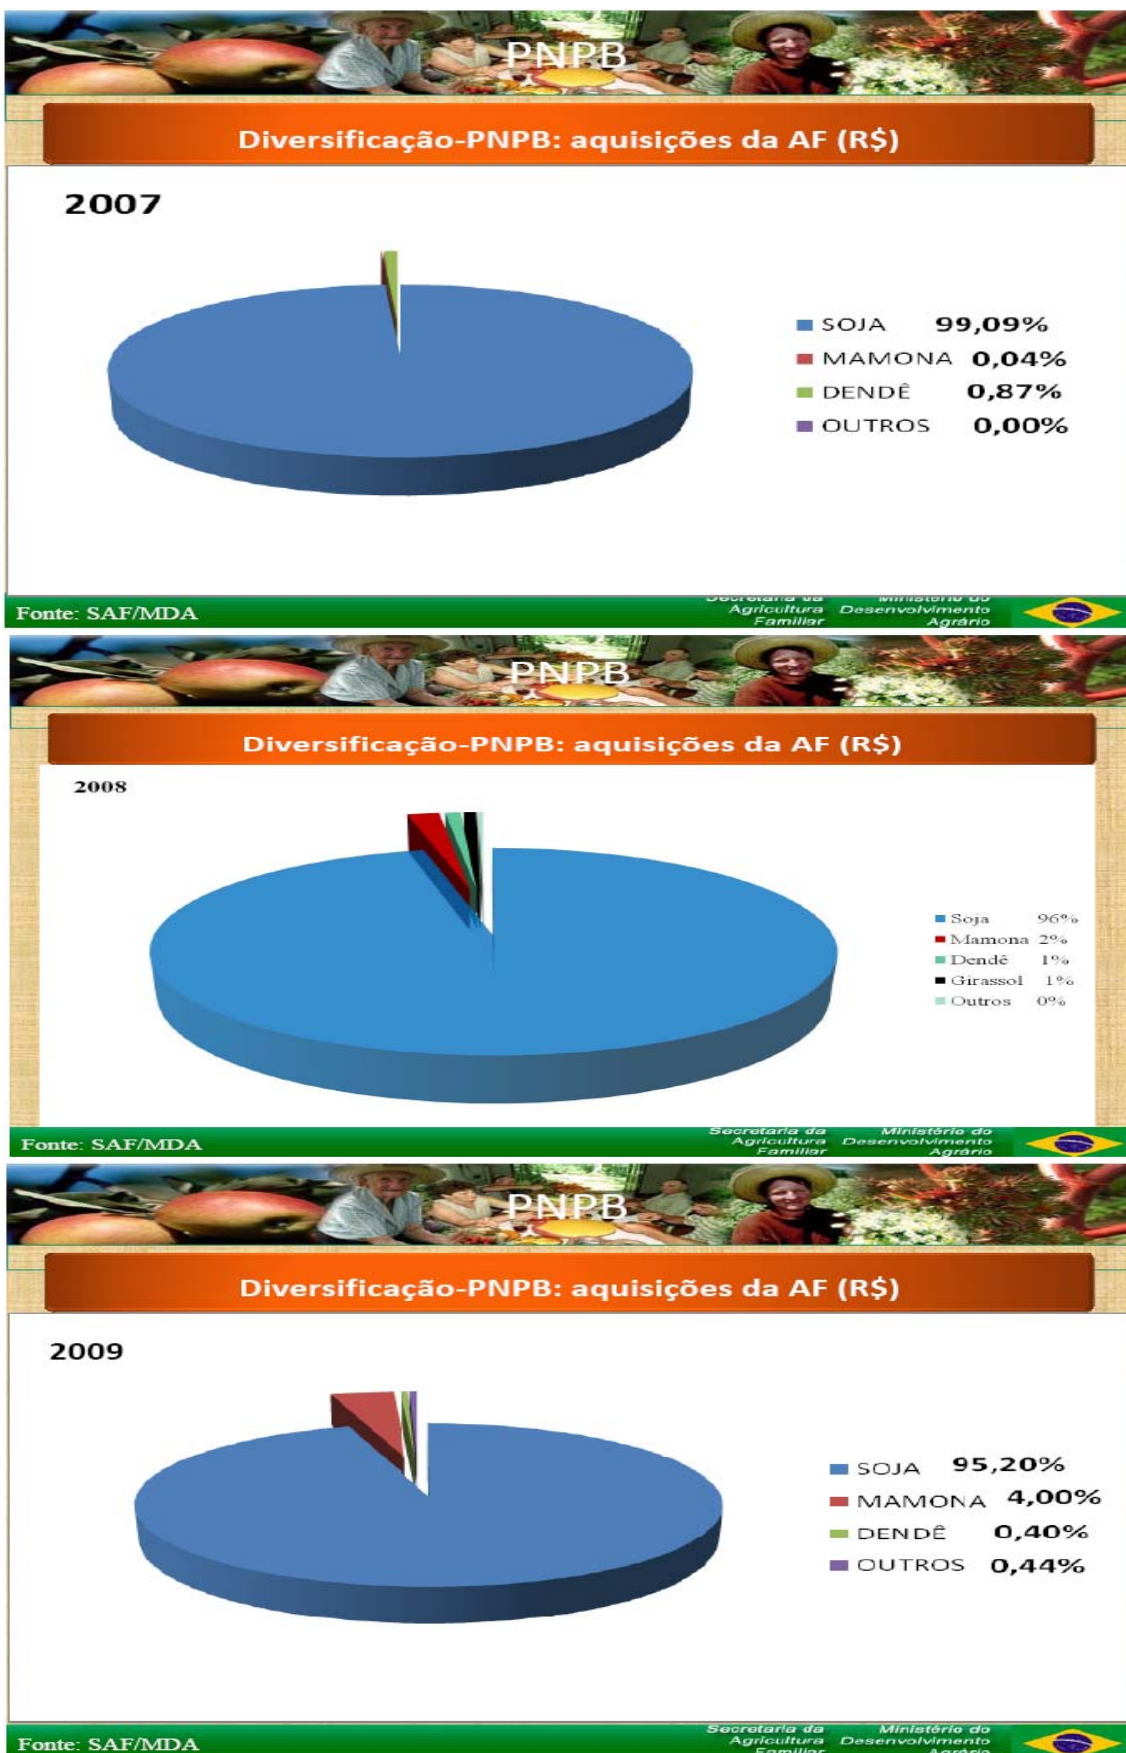 PNPB
Diversificação-PNPB: aquisições da AF (R$)
2007
SOJA 99,09%
MAMONA 0,04%
DENDÊ 0,87%
OUTROS 0,00%
Fonte: SAF/MDA
Secretaria da Ministério do
Agricultura Desenvolvimento
Familiar Agrário
PNPB
Diversificação-PNPB: aquisições da AF (R$)
2008
Soja 96%
Mamona 2%
Dendê 1%
Girassol 1%
Outros 0%
Fonte: SAF/MDA
Secretaria da Ministério do
Agricultura Desenvolvimento
Familiar Agrário
PNPB
Diversificação-PNPB: aquisições da AF (R$)
2009
SOJA 95,20%
MAMONA 4,00%
DENDÊ 0,40%
OUTROS 0,44%
Fonte: SAF/MDA
Secretaria da Ministério do
Agricultura Desenvolvimento
Familiar Agrário